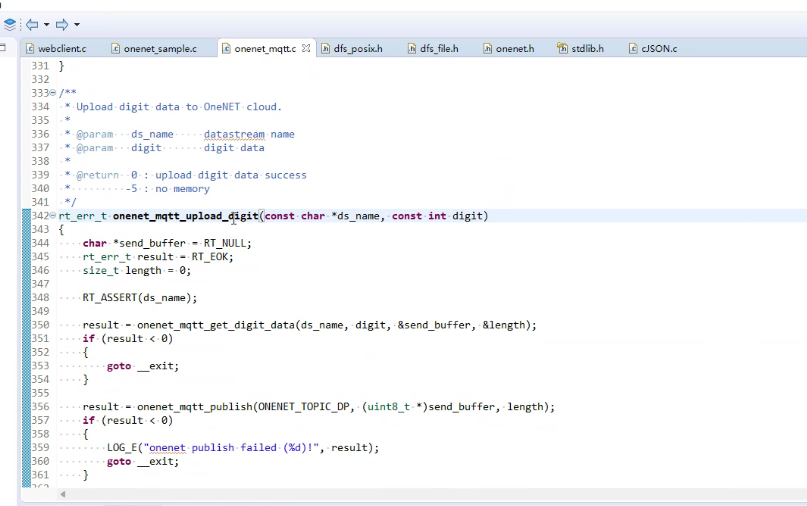 webclient.c onenet_sample.c onenet_mqtt.c dfs_posix.h dfs_file.h onenet.h stdlib.h cJSON.c
331 }
332
333 /**
334  * Upload digit data to OneNET cloud.
335  *
336  * @param   ds_name     datastream name
337  * @param   digit       digit data
338  *
339  * @return  0 : upload digit data success
340  *         -5 : no memory
341  */
342 rt_err_t onenet_mqtt_upload_digit(const char *ds_name, const int digit)
343 {
344     char *send_buffer = RT_NULL;
345     rt_err_t result = RT_EOK;
346     size_t length = 0;
347
348     RT_ASSERT(ds_name);
349
350     result = onenet_mqtt_get_digit_data(ds_name, digit, &send_buffer, &length);
351     if (result < 0)
352     {
353         goto __exit;
354     }
355
356     result = onenet_mqtt_publish(ONENET_TOPIC_DP, (uint8_t *)send_buffer, length);
357     if (result < 0)
358     {
359         LOG_E("onenet publish failed (%d)!", result);
360         goto __exit;
361     }